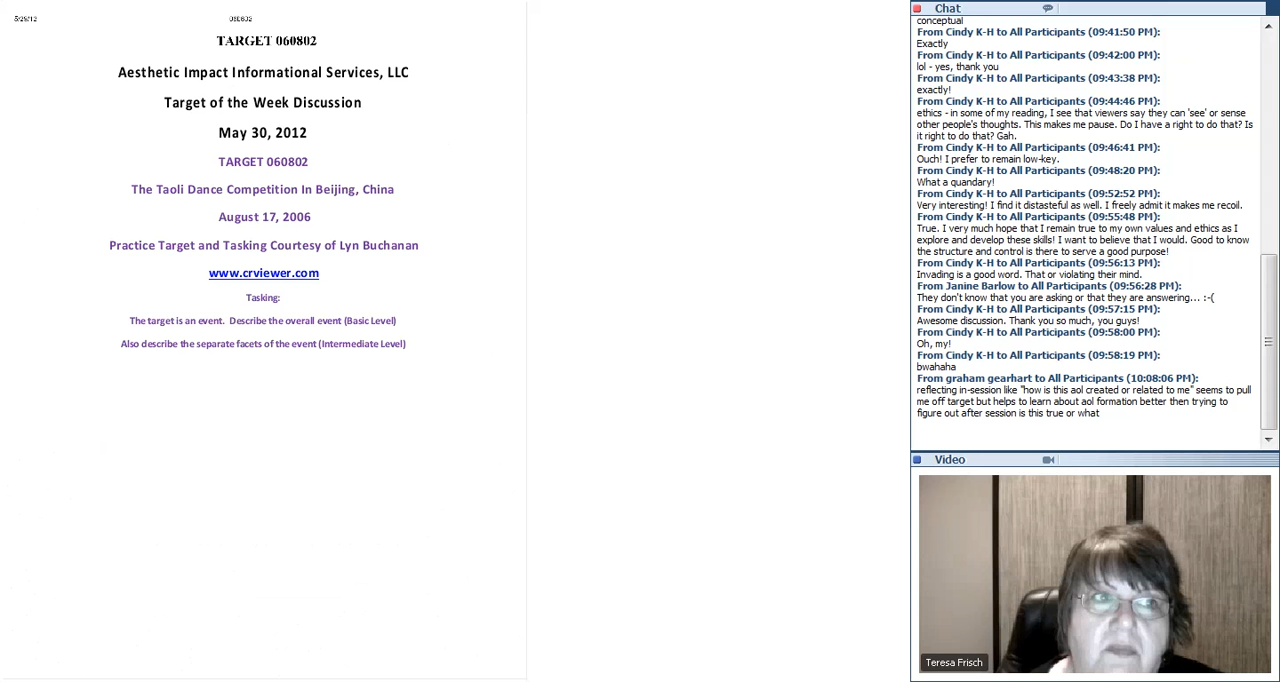 5/29/12
060802
TARGET 060802
Aesthetic Impact Informational Services, LLC
Target of the Week Discussion
May 30, 2012
TARGET 060802
The Taoli Dance Competition In Beijing, China
August 17, 2006
Practice Target and Tasking Courtesy of Lyn Buchanan
www.crviewer.com
Tasking:
The target is an event.  Describe the overall event (Basic Level)
Also describe the separate facets of the event (Intermediate Level)
Chat
conceptual
From Cindy K-H to All Participants (09:41:50 PM):
Exactly
From Cindy K-H to All Participants (09:42:00 PM):
lol - yes, thank you
From Cindy K-H to All Participants (09:43:38 PM):
exactly!
From Cindy K-H to All Participants (09:44:46 PM):
ethics - in some of my reading, I see that viewers say they can 'see' or sense
other people's thoughts. This makes me pause. Do I have a right to do that? Is
it right to do that? Gah.
From Cindy K-H to All Participants (09:46:41 PM):
Ouch! I prefer to remain low-key.
From Cindy K-H to All Participants (09:48:20 PM):
What a quandary!
From Cindy K-H to All Participants (09:52:52 PM):
Very interesting! I find it distasteful as well. I freely admit it makes me recoil.
From Cindy K-H to All Participants (09:55:48 PM):
True. I very much hope that I remain true to my own values and ethics as I
explore and develop these skills! I want to believe that I would. Good to know
the structure and control is there to serve a good purpose!
From Cindy K-H to All Participants (09:56:13 PM):
Invading is a good word. That or violating their mind.
From Janine Barlow to All Participants (09:56:28 PM):
They don't know that you are asking or that they are answering... :-(
From Cindy K-H to All Participants (09:57:15 PM):
Awesome discussion. Thank you so much, you guys!
From Cindy K-H to All Participants (09:58:00 PM):
Oh, my!
From Cindy K-H to All Participants (09:58:19 PM):
bwahaha
From graham gearhart to All Participants (10:08:06 PM):
reflecting in-session like "how is this aol created or related to me" seems to pull
me off target but helps to learn about aol formation better then trying to
figure out after session is this true or what
Video
Teresa Frisch